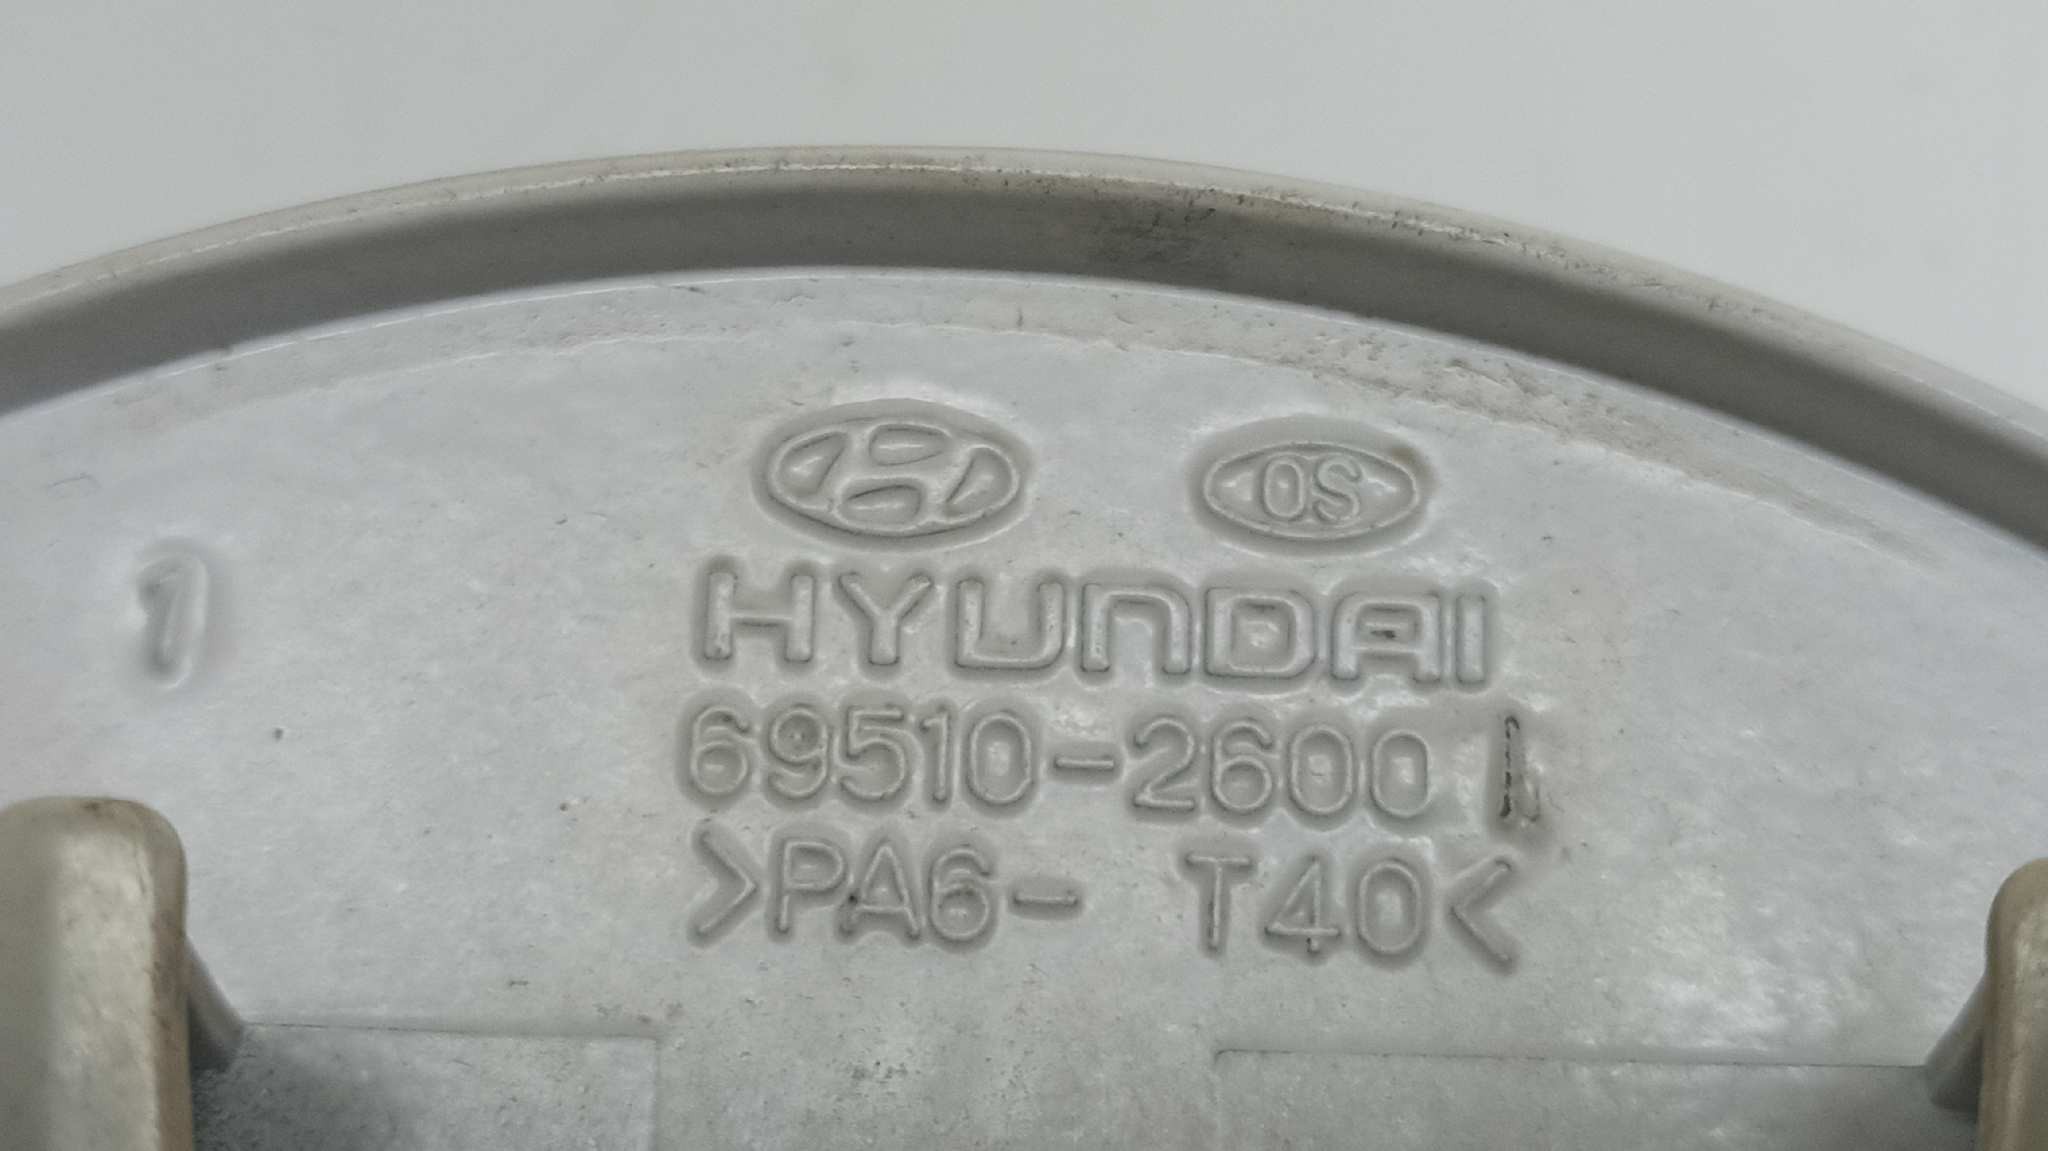 OS
1
HYUNDAI
69510-2600
>PA6- T40<